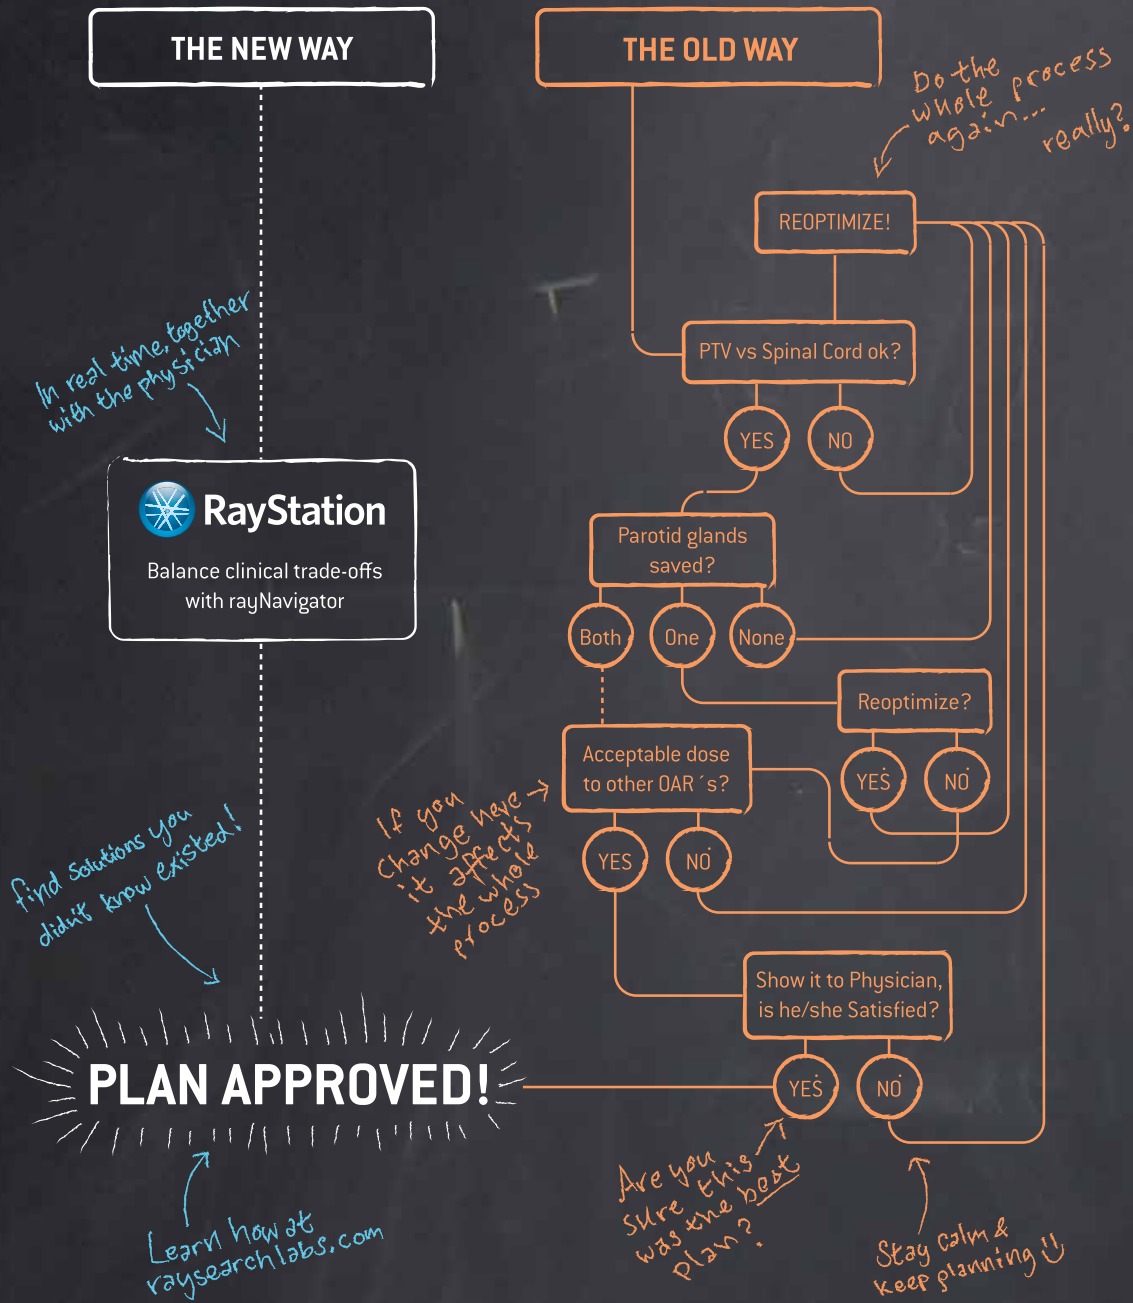 THE NEW WAY
THE OLD WAY
Do the
whole process
again...
really?
REOPTIMIZE!
PTV vs Spinal Cord ok?
YES
NO
In real time, together
with the physician
RayStation
Balance clinical trade-offs
with rayNavigator
Parotid glands
saved?
Both
One
None
Reoptimize?
YES
NO
Acceptable dose
to other OAR´s?
YES
NO
If you
change here
it affects
the whole
process
find solutions you
didn't know existed!
Show it to Physician,
is he/she Satisfied?
YES
NO
PLAN APPROVED!
Are you
sure this
was the best
plan?
Stay calm &
keep planning
Learn how at
raysearchlabs.com